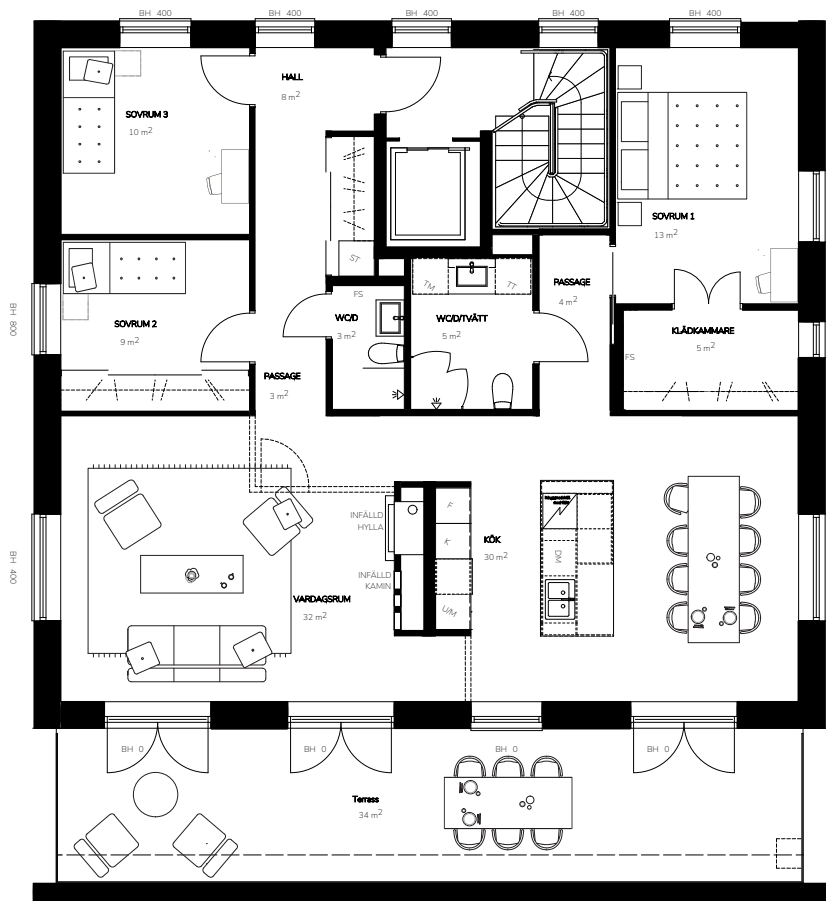 BH 400
BH 400
BH 400
BH 400
BH 400
HALL
8 m²
SOVRUM 3
10 m²
SOVRUM 1
13 m²
ST
TM
TT
PASSAGE
4 m²
FS
WC/D
3 m²
WC/D/TVÄTT
5 m²
BH 800
SOVRUM 2
9 m²
KLÄDKAMMARE
5 m²
FS
PASSAGE
3 m²
F
INFÄLLD
HYLLA
K
KÖK
30 m²
DM
BH 400
INFÄLLD
KAMIN
VARDAGSRUM
32 m²
U/M
BH 0
BH 0
BH 0
BH 0
Terrass
34 m²